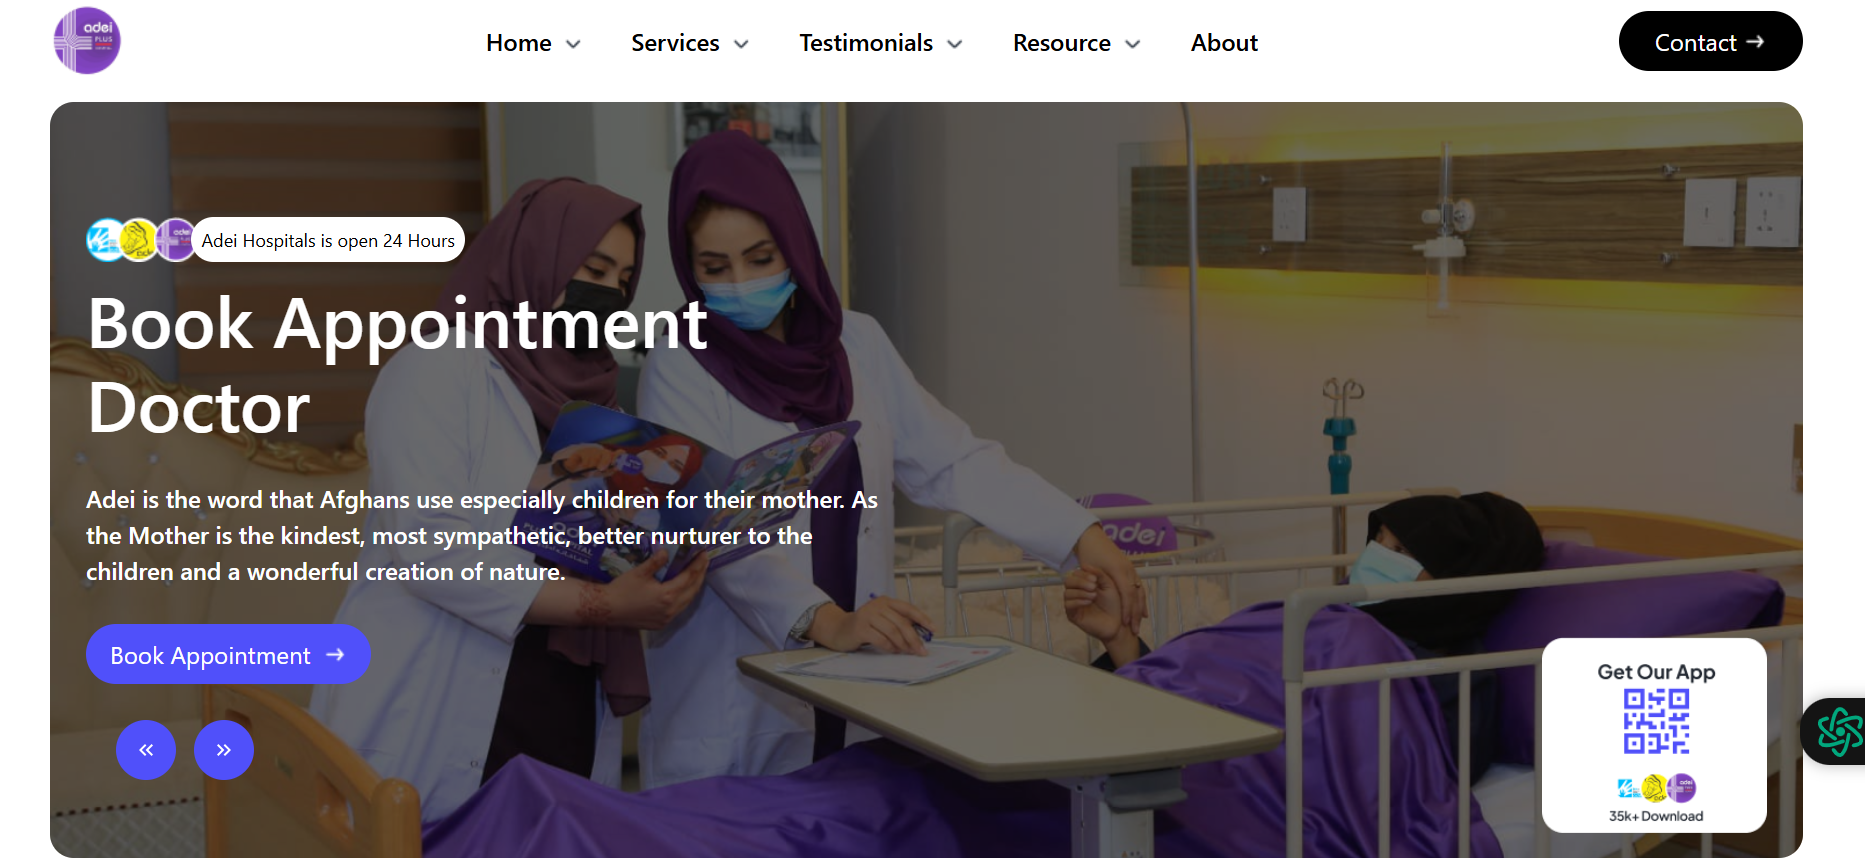 adei
PLUS
Home
Services
Testimonials
Resource
About
Contact
Adei Hospitals is open 24 Hours
Book Appointment
Doctor
Adei is the word that Afghans use especially children for their mother. As
the Mother is the kindest, most sympathetic, better nurturer to the
children and a wonderful creation of nature.
Book Appointment
adei
Get Our App
35k+ Download